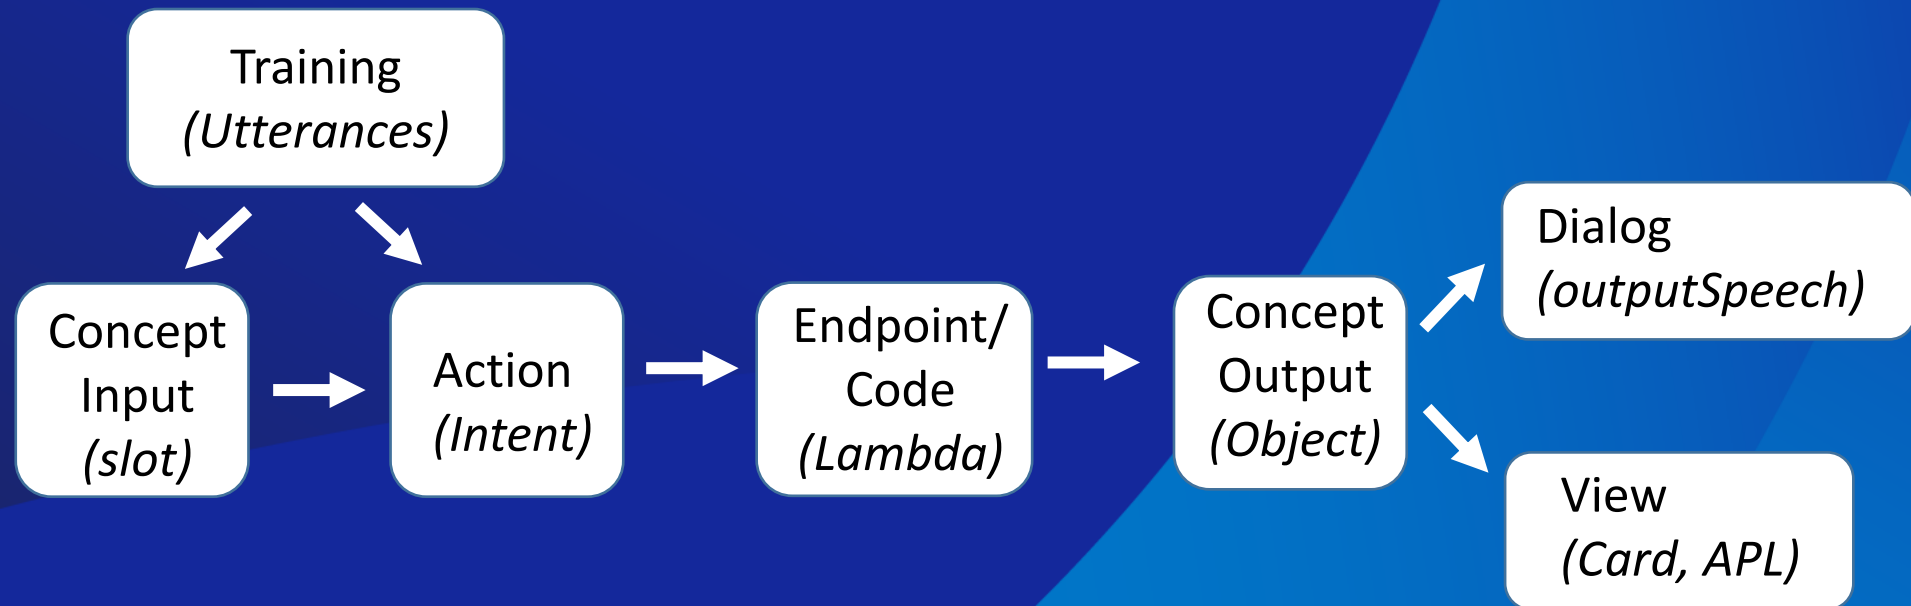 Training
(Utterances)
Concept
Input
(slot)
Action
(Intent)
Endpoint/
Code
(Lambda)
Concept
Output
(Object)
Dialog
(outputSpeech)
View
(Card, APL)